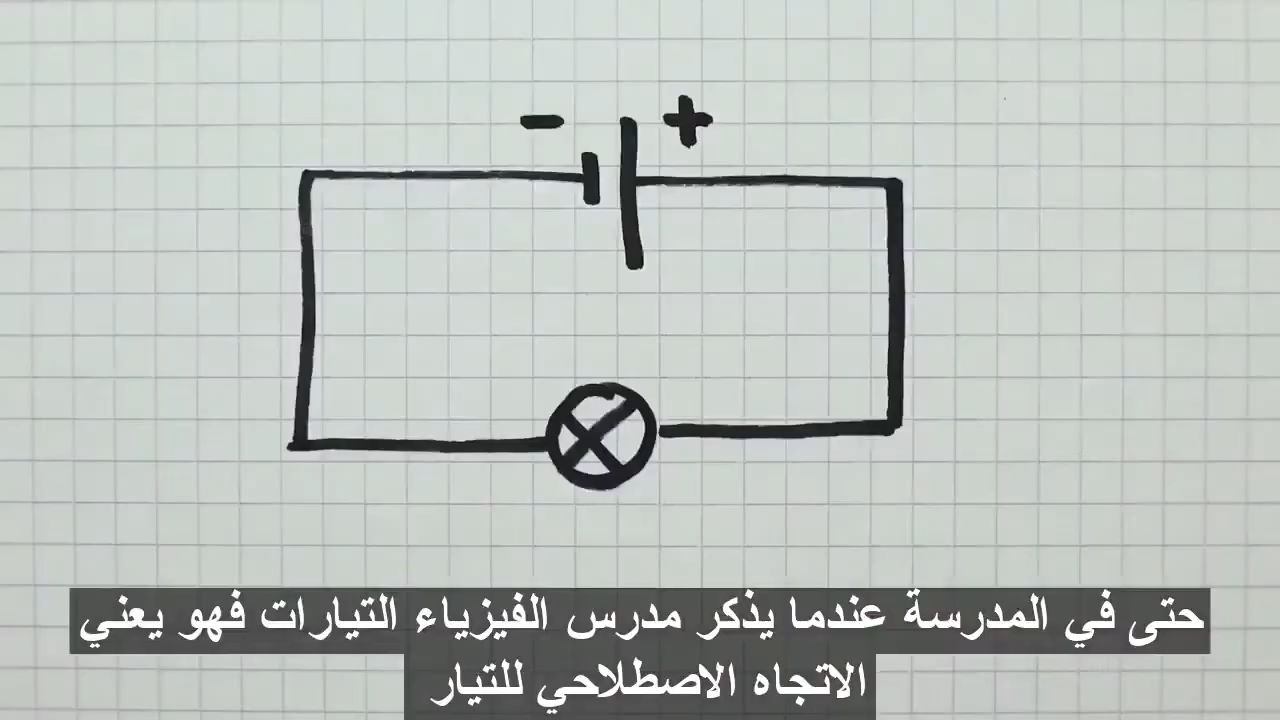 - +
حتى في المدرسة عندما يذكر مدرس الفيزياء التيارات فهو يعني
الاتجاه الاصطلاحي للتيار